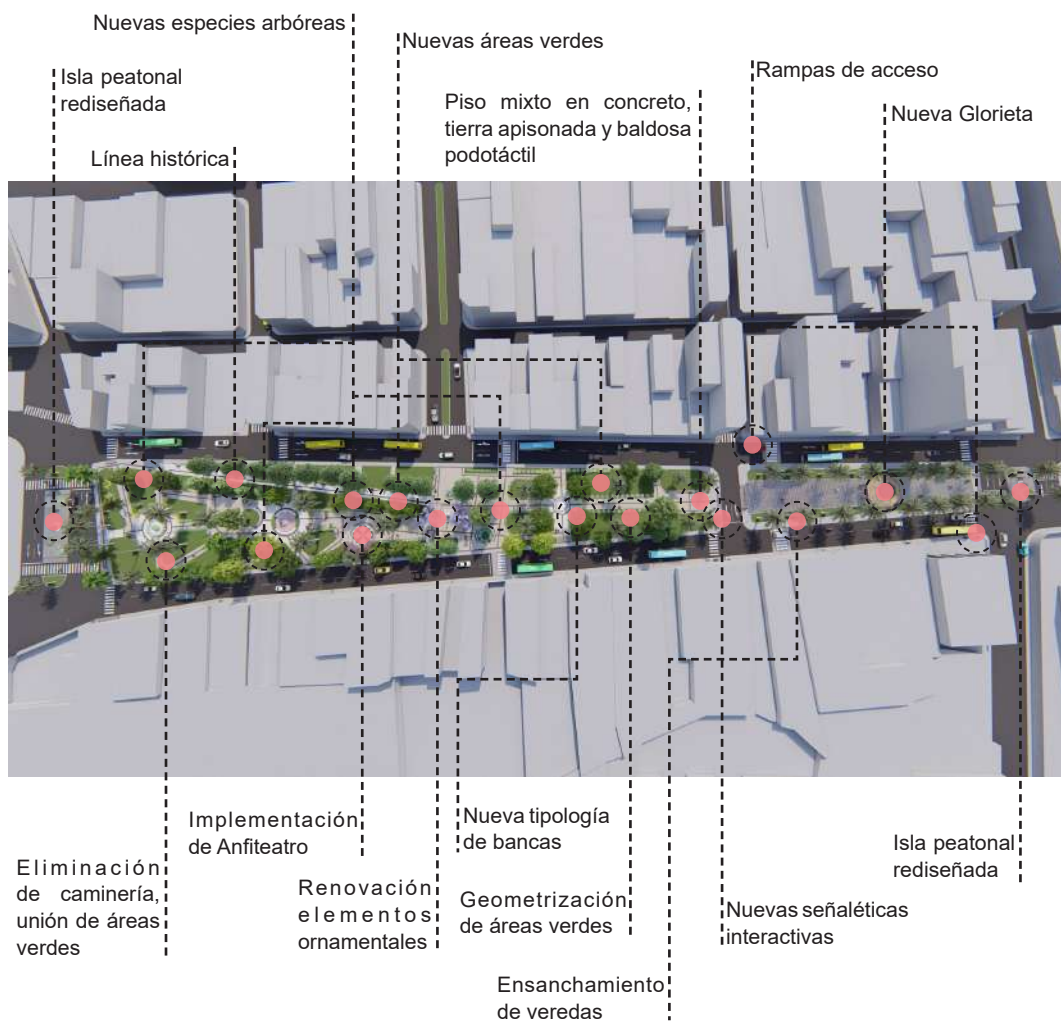 Nuevas especies arbóreas
Nuevas áreas verdes
Isla peatonal
rediseñada
Rampas de acceso
Piso mixto en concreto,
tierra apisonada y baldosa
podotáctil
Nueva Glorieta
Línea histórica
Implementación
de Anfiteatro
Nueva tipología
de bancas
Isla peatonal
rediseñada
Eliminación
de caminería,
unión de áreas
verdes
Renovación
elementos
ornamentales
Geometrización
de áreas verdes
Nuevas señaléticas
interactivas
Ensanchamiento
de veredas